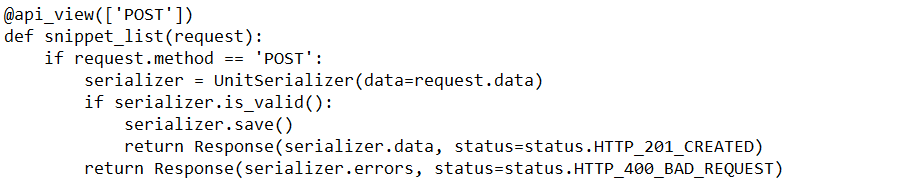 @api_view(['POST'])
def snippet_list(request):
    if request.method == 'POST':
        serializer = UnitSerializer(data=request.data)
        if serializer.is_valid():
            serializer.save()
            return Response(serializer.data, status=status.HTTP_201_CREATED)
        return Response(serializer.errors, status=status.HTTP_400_BAD_REQUEST)